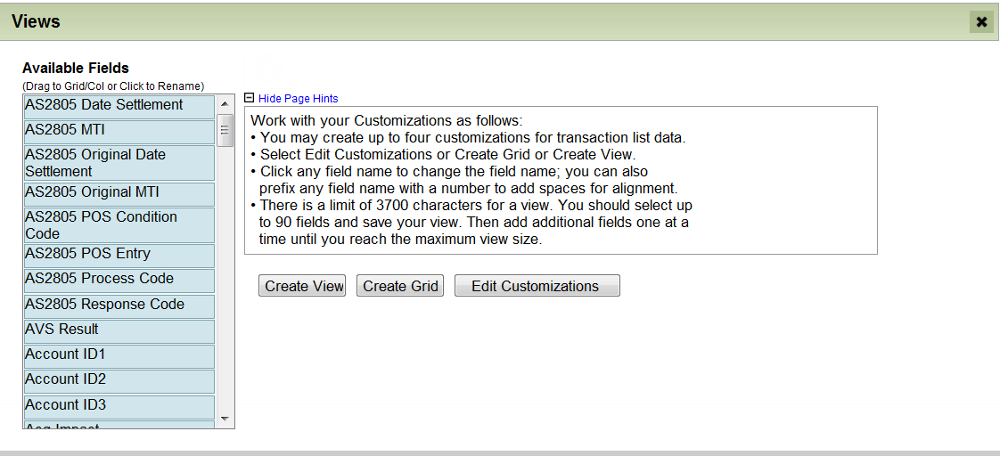 Views
Available Fields
(Drag to Grid/Col or Click to Rename)
AS2805 Date Settlement
AS2805 MTI
AS2805 Original Date
Settlement
AS2805 Original MTI
AS2805 POS Condition
Code
AS2805 POS Entry
AS2805 Process Code
AS2805 Response Code
AVS Result
Account ID1
Account ID2
Account ID3
Acq Impact
Hide Page Hints
Work with your Customizations as follows:
• You may create up to four customizations for transaction list data.
• Select Edit Customizations or Create Grid or Create View.
• Click any field name to change the field name; you can also
prefix any field name with a number to add spaces for alignment.
• There is a limit of 3700 characters for a view. You should select up
to 90 fields and save your view. Then add additional fields one at a
time until you reach the maximum view size.
Create View
Create Grid
Edit Customizations